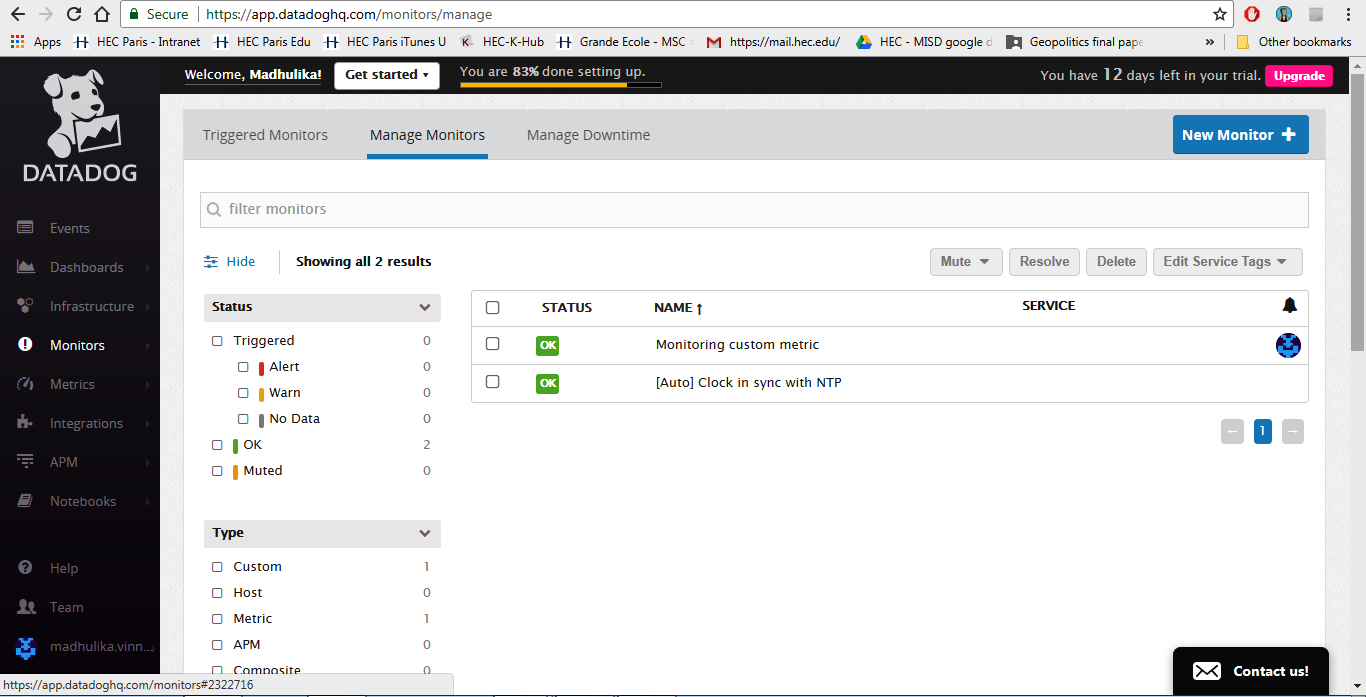 Secure https://app.datadoghq.com/monitors/manage
Apps HEC Paris - Intranet HEC Paris Edu HEC Paris iTunes U HEC-K-Hub Grande Ecole - MSC https://mail.hec.edu/ HEC - MISD google d Geopolitics final pape » Other bookmarks
DATADOG
Events
Dashboards
Infrastructure
Monitors
Metrics
Integrations
APM
Notebooks
Help
Team
madhulika.vinn...
Welcome, Madhulika! Get started You are 83% done setting up. You have 12 days left in your trial. Upgrade
Triggered Monitors Manage Monitors Manage Downtime New Monitor +
filter monitors
Hide Showing all 2 results Mute Resolve Delete Edit Service Tags
Status
Triggered 0
Alert 0
Warn 0
No Data 0
OK 2
Muted 0
Type
Custom 1
Host 0
Metric 1
APM 0
Composite 0
STATUS NAME ↑ SERVICE
OK Monitoring custom metric
OK [Auto] Clock in sync with NTP
← 1 →
Contact us!
https://app.datadoghq.com/monitors#2322716